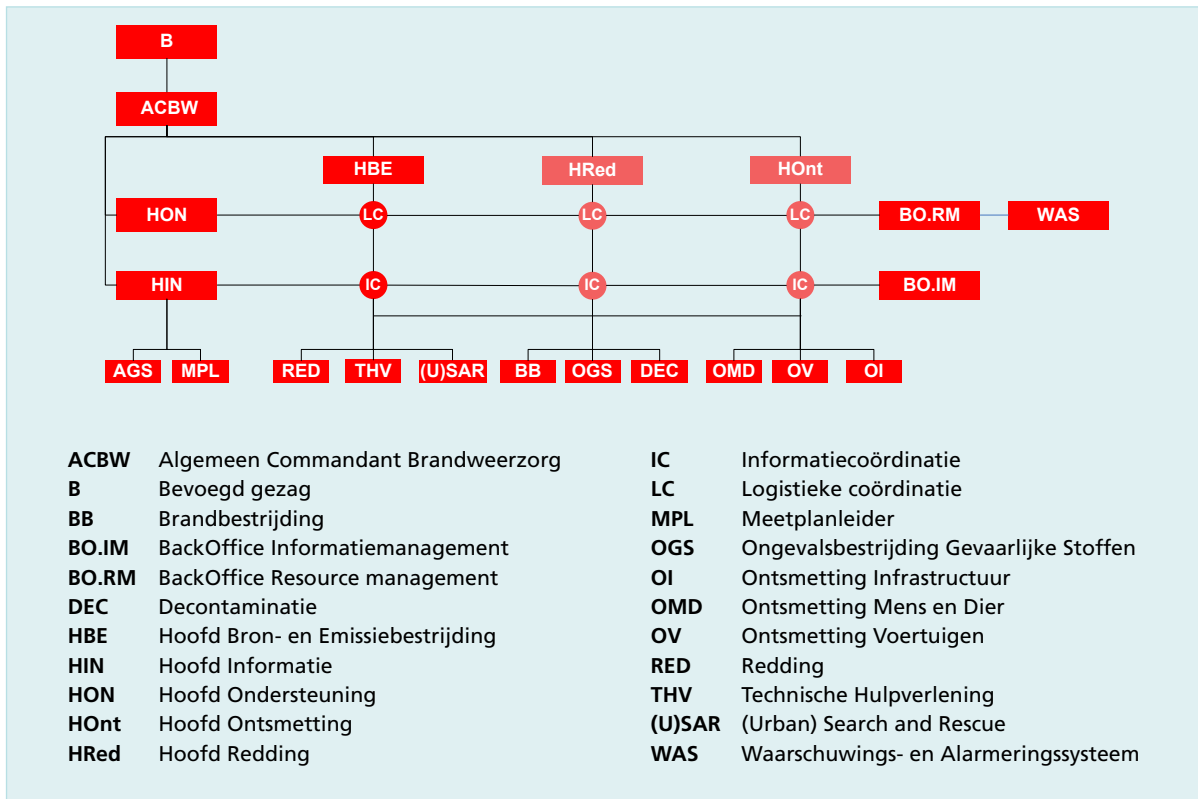 B
ACBW
HBE HRed HOnt
HON LC LC LC BO.RM WAS
HIN IC IC IC BO.IM
AGS MPL RED THV (U)SAR BB OGS DEC OMD OV OI
ACBW Algemeen Commandant Brandweerzorg
B Bevoegd gezag
BB Brandbestrijding
BO.IM BackOffice Informatiemanagement
BO.RM BackOffice Resource management
DEC Decontaminatie
HBE Hoofd Bron- en Emissiebestrijding
HIN Hoofd Informatie
HON Hoofd Ondersteuning
HOnt Hoofd Ontsmetting
HRed Hoofd Redding
IC Informatiecoördinatie
LC Logistieke coördinatie
MPL Meetplanleider
OGS Ongevalsbestrijding Gevaarlijke Stoffen
OI Ontsmetting Infrastructuur
OMD Ontsmetting Mens en Dier
OV Ontsmetting Voertuigen
RED Redding
THV Technische Hulpverlening
(U)SAR (Urban) Search and Rescue
WAS Waarschuwings- en Alarmeringssysteem